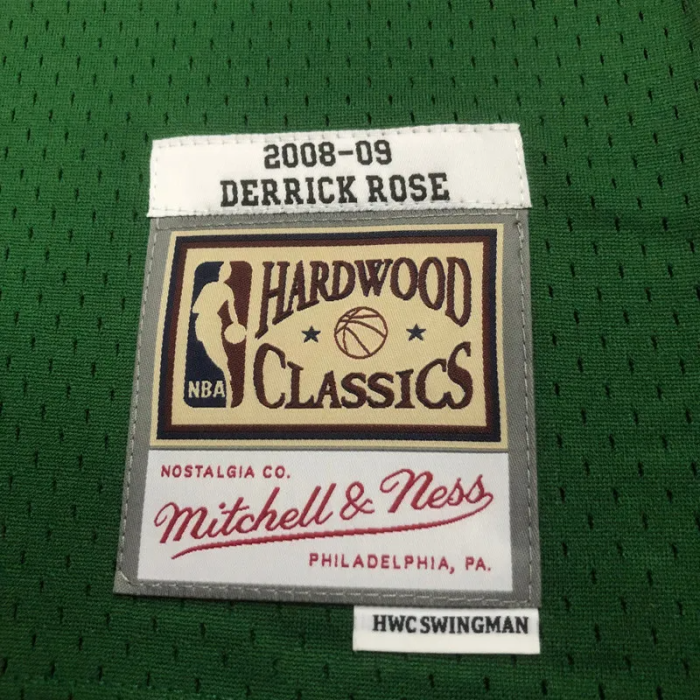 2008-09
DERRICK ROSE
HARDWOOD
CLASSICS
NBA
NOSTALGIA CO.
Mitchell & Ness
PHILADELPHIA, PA.
HWC SWINGMAN